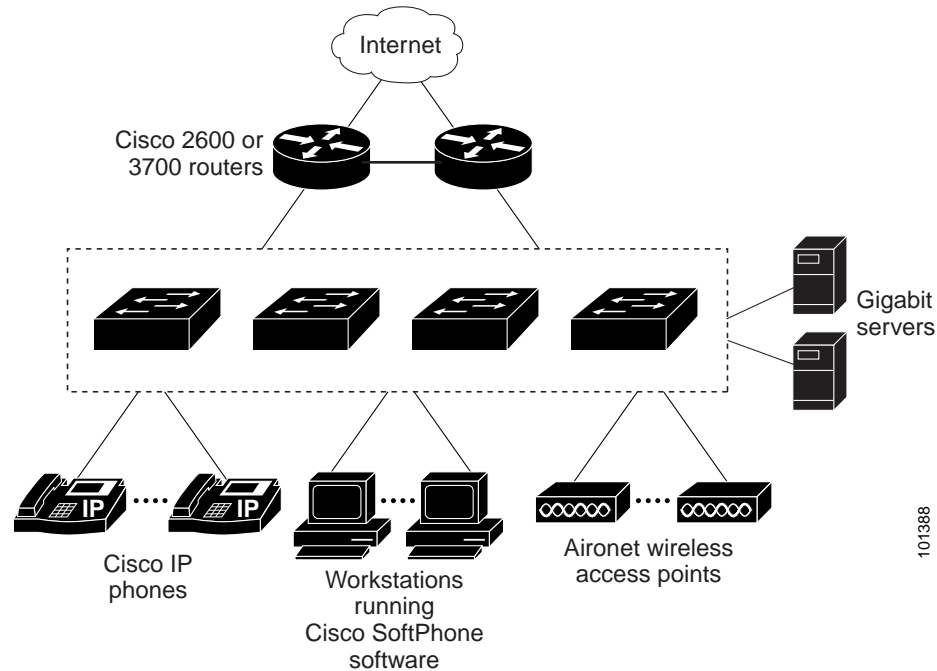 Internet
Cisco 2600 or
3700 routers
Gigabit
servers
IP
IP
Cisco IP
phones
Workstations
running
Cisco SoftPhone
software
Aironet wireless
access points
101388